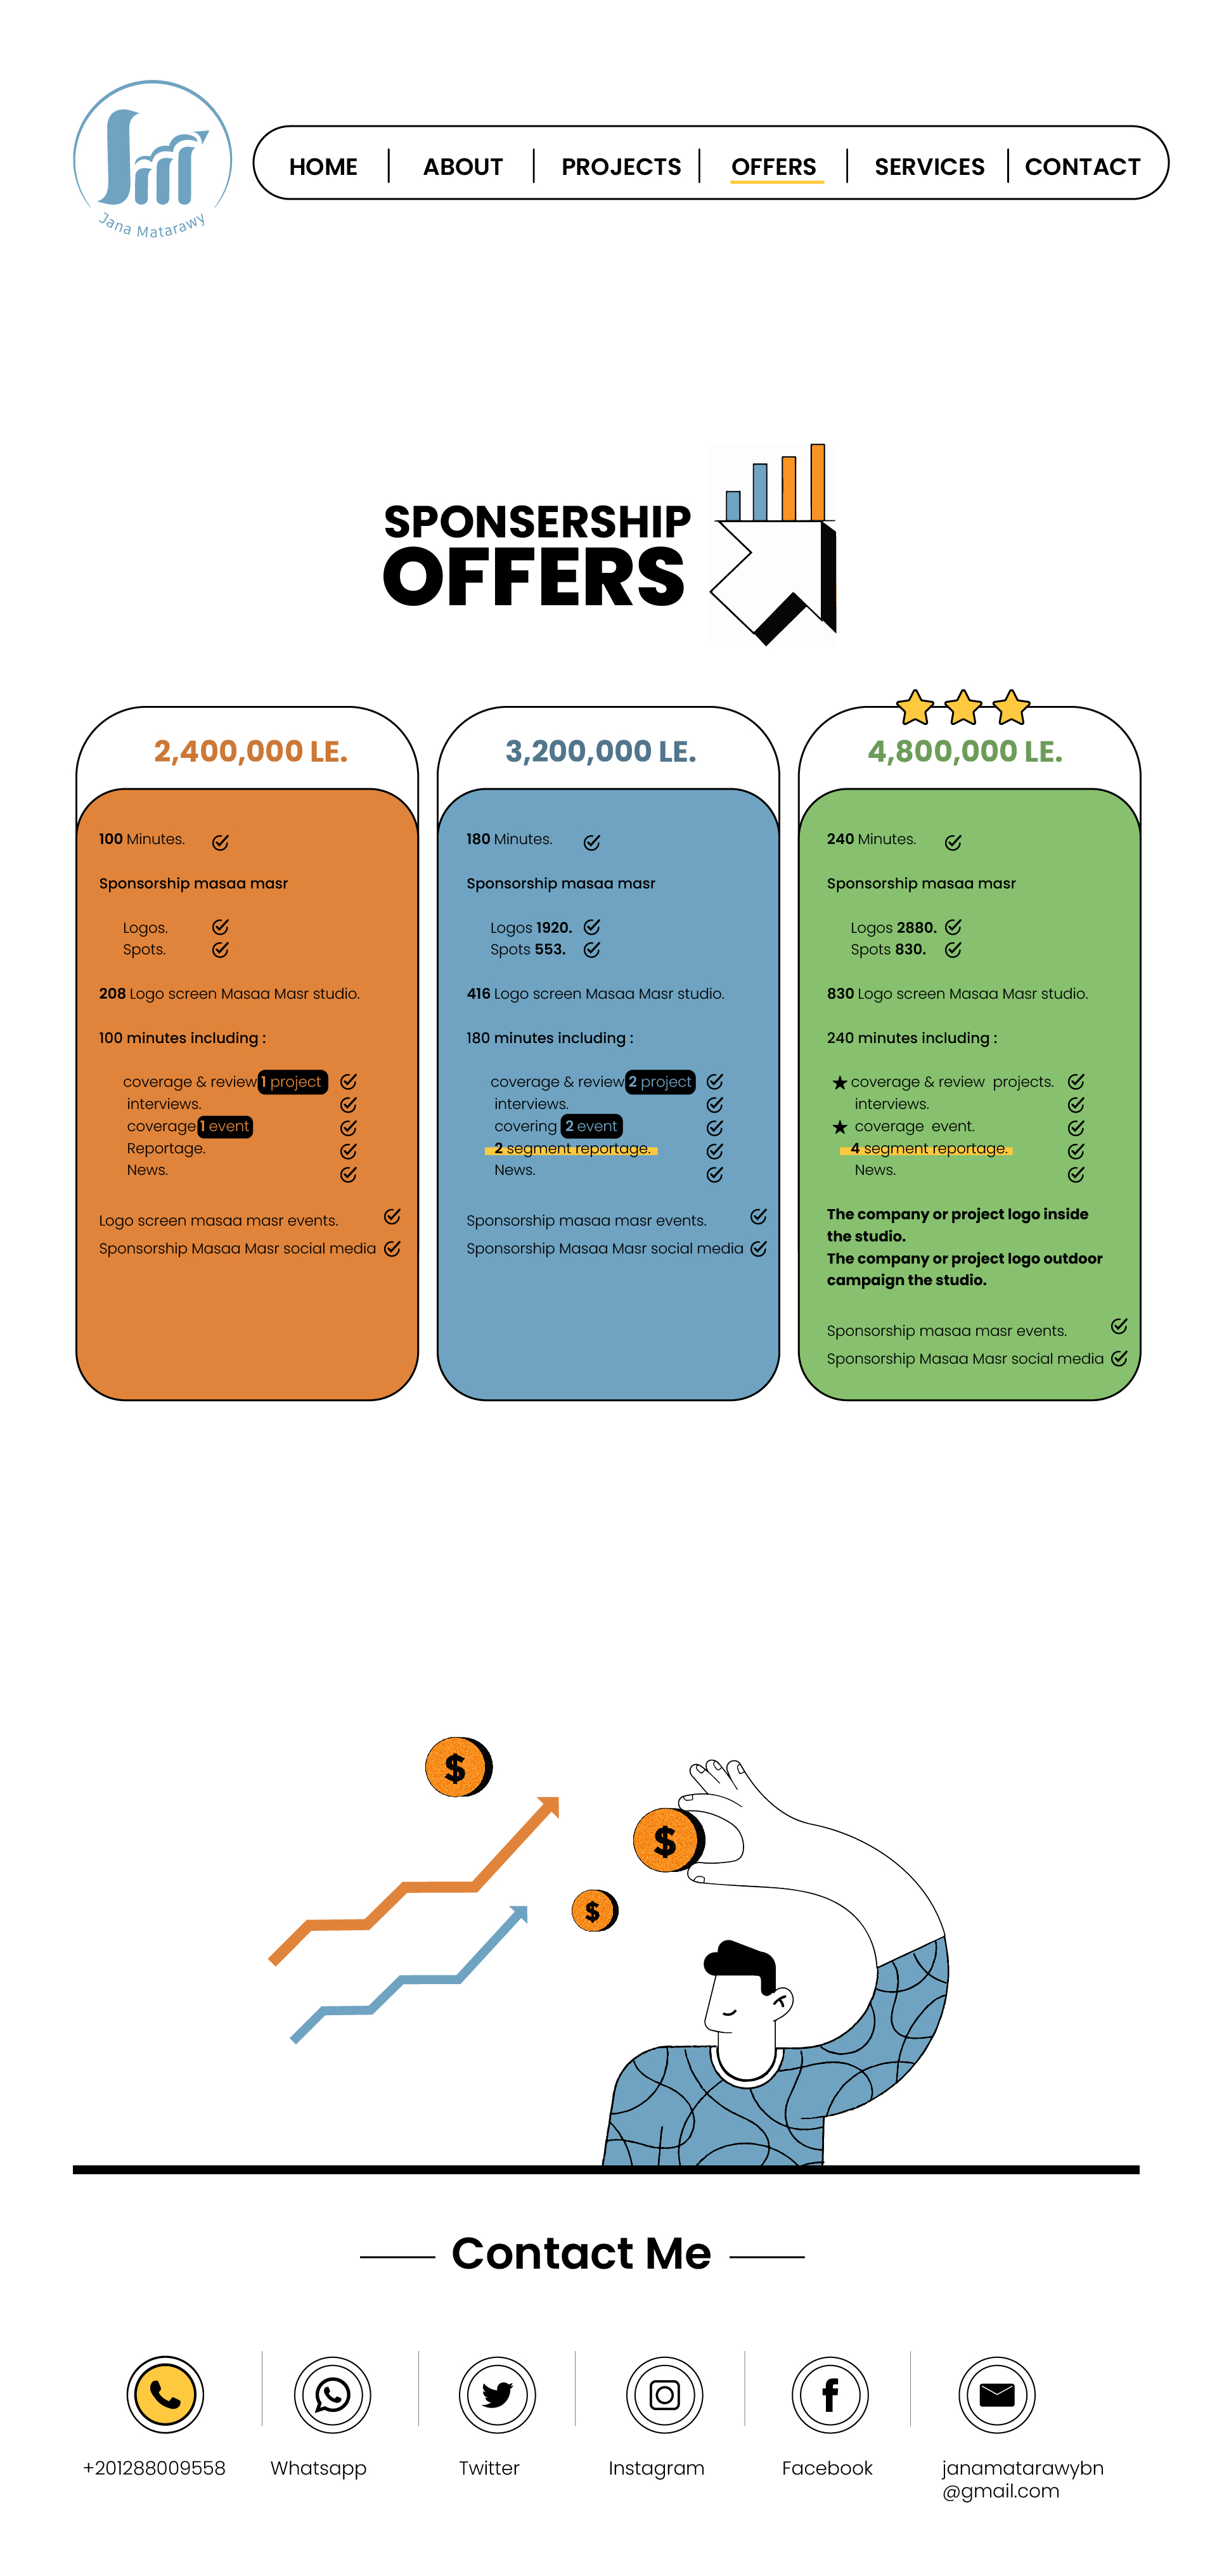 Jana Matarawy
HOME
ABOUT
PROJECTS
OFFERS
SERVICES
CONTACT
SPONSERSHIP
OFFERS
2,400,000 LE.
100 Minutes.
Sponsorship masaa masr
Logos.
Spots.
208 Logo screen Masaa Masr studio.
100 minutes including :
coverage & review 1 project
interviews.
coverage 1 event
Reportage.
News.
Logo screen masaa masr events.
Sponsorship Masaa Masr social media
3,200,000 LE.
180 Minutes.
Sponsorship masaa masr
Logos 1920.
Spots 553.
416 Logo screen Masaa Masr studio.
180 minutes including :
coverage & review 2 project
interviews.
covering 2 event
2 segment reportage.
News.
Sponsorship masaa masr events.
Sponsorship Masaa Masr social media
4,800,000 LE.
240 Minutes.
Sponsorship masaa masr
Logos 2880.
Spots 830.
830 Logo screen Masaa Masr studio.
240 minutes including :
coverage & review projects.
interviews.
coverage event.
4 segment reportage.
News.
The company or project logo inside
the studio.
The company or project logo outdoor
campaign the studio.
Sponsorship masaa masr events.
Sponsorship Masaa Masr social media
$
$
$
Contact Me
+201288009558
Whatsapp
Twitter
Instagram
Facebook
janamatarawybn
@gmail.com